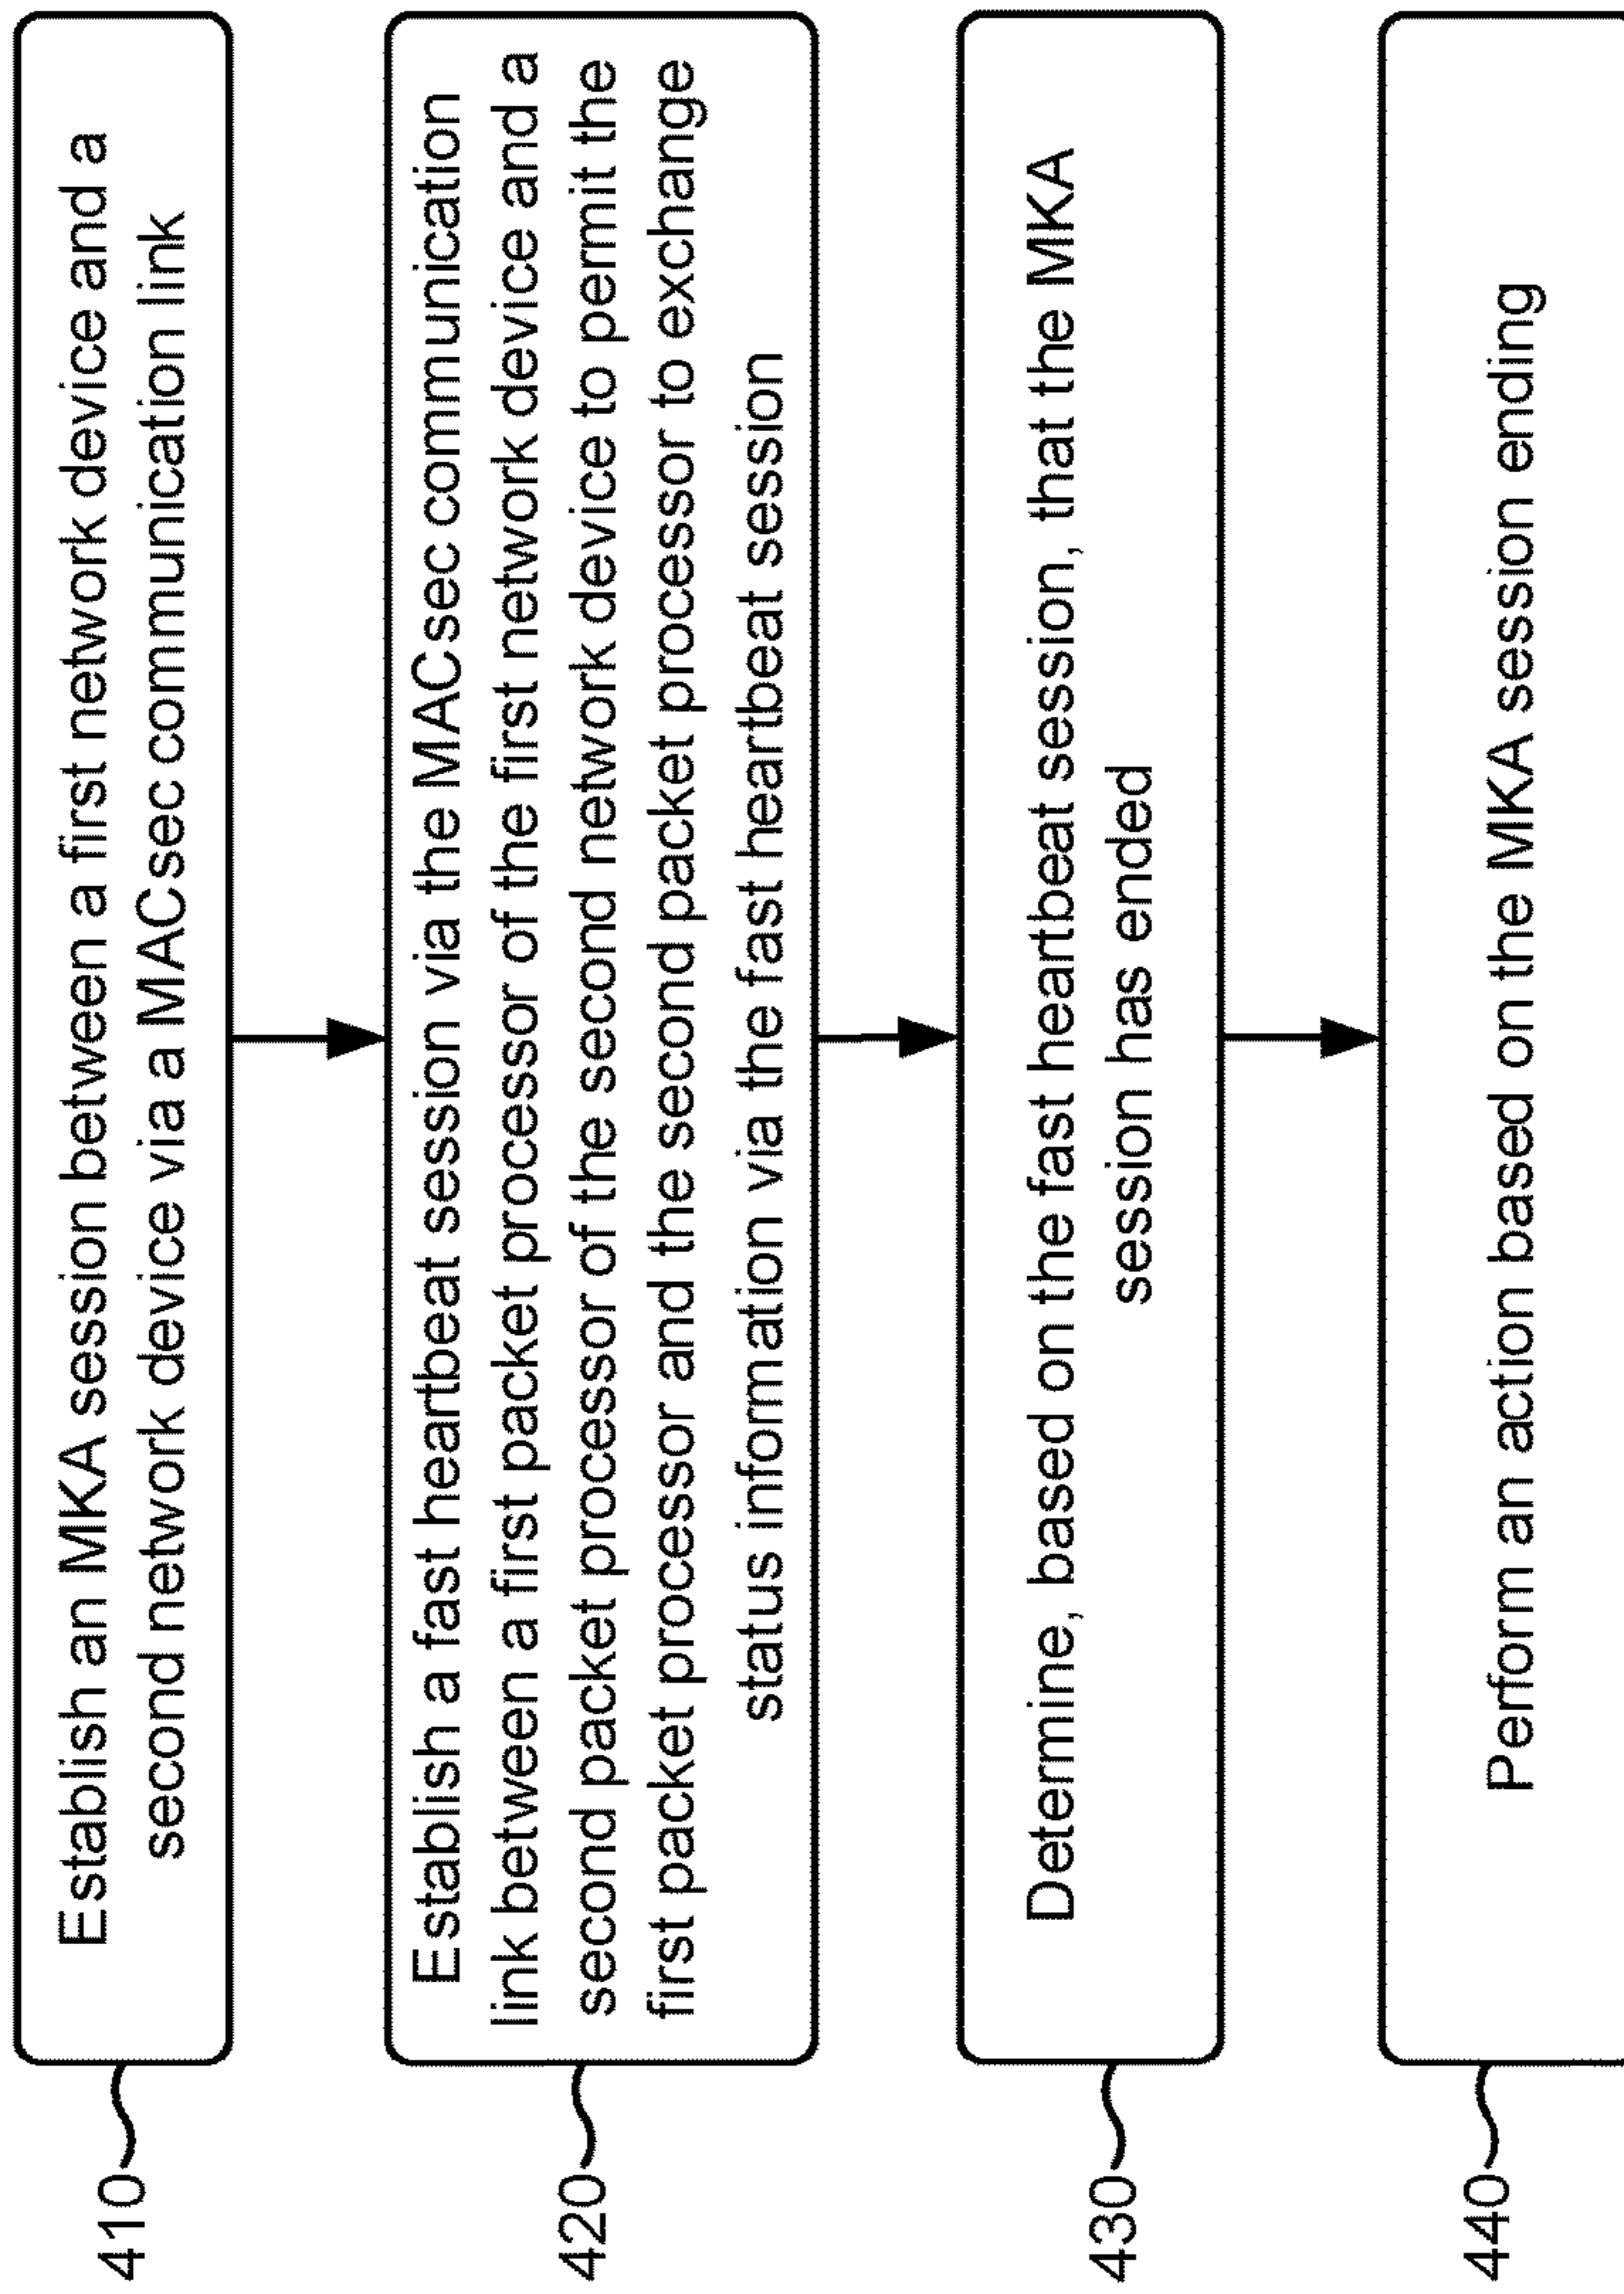 410
Establish an MKA session between a first network device and a
second network device via a MACsec communication link
420
Establish a fast heartbeat session via the MACsec communication
link between a first packet processor of the first network device and a
second packet processor of the second network device to permit the
first packet processor and the second packet processor to exchange
status information via the fast heartbeat session
430
Determine, based on the fast heartbeat session, that the MKA
session has ended
440
Perform an action based on the MKA session ending